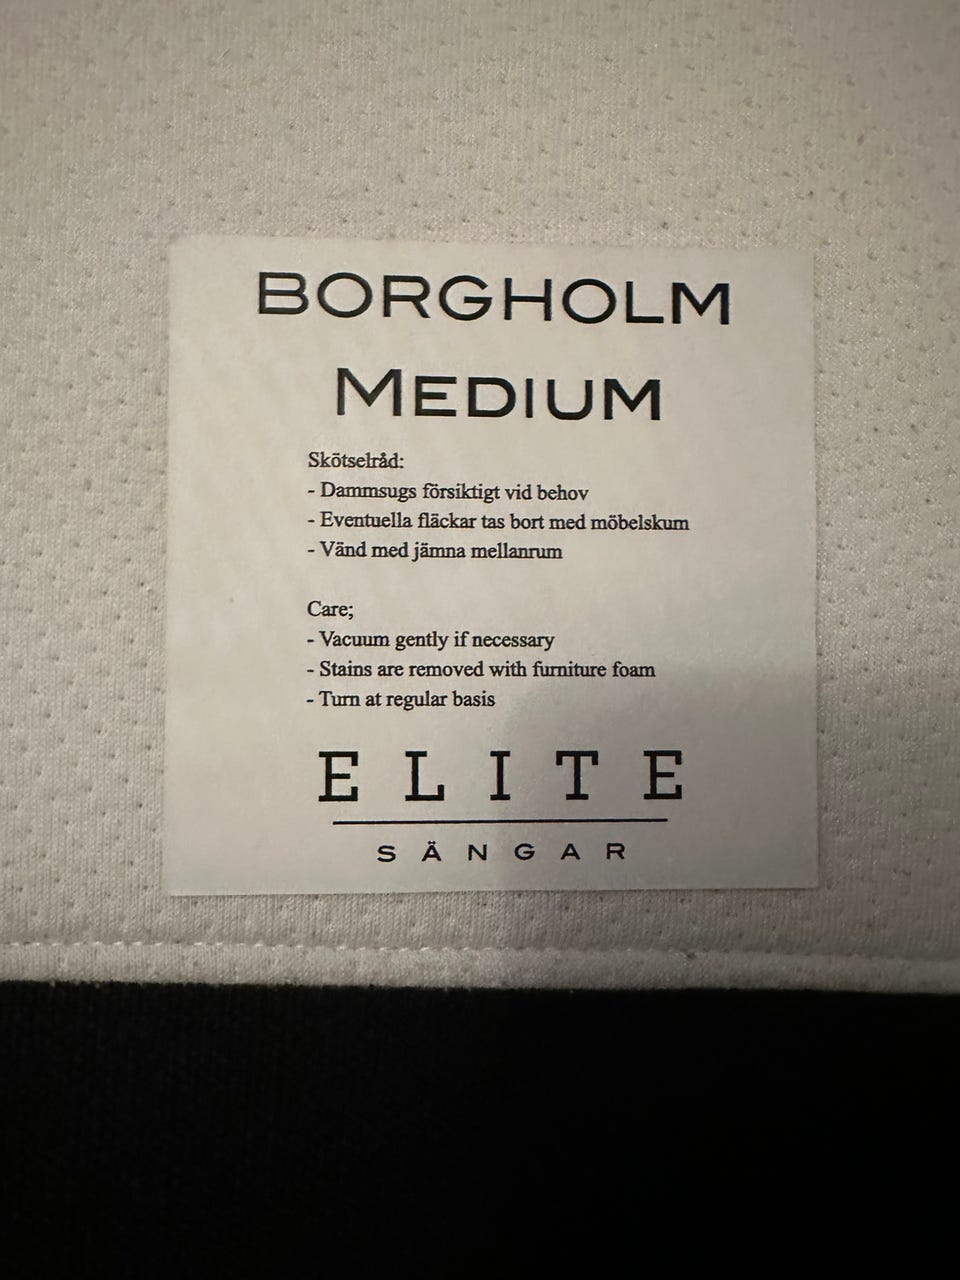 BORGHOLM
MEDIUM
Skötselråd:
- Dammsugs försiktigt vid behov
- Eventuella fläckar tas bort med möbelskum
- Vänd med jämna mellanrum
Care;
- Vacuum gently if necessary
- Stains are removed with furniture foam
- Turn at regular basis
ELITE
SÄNGAR